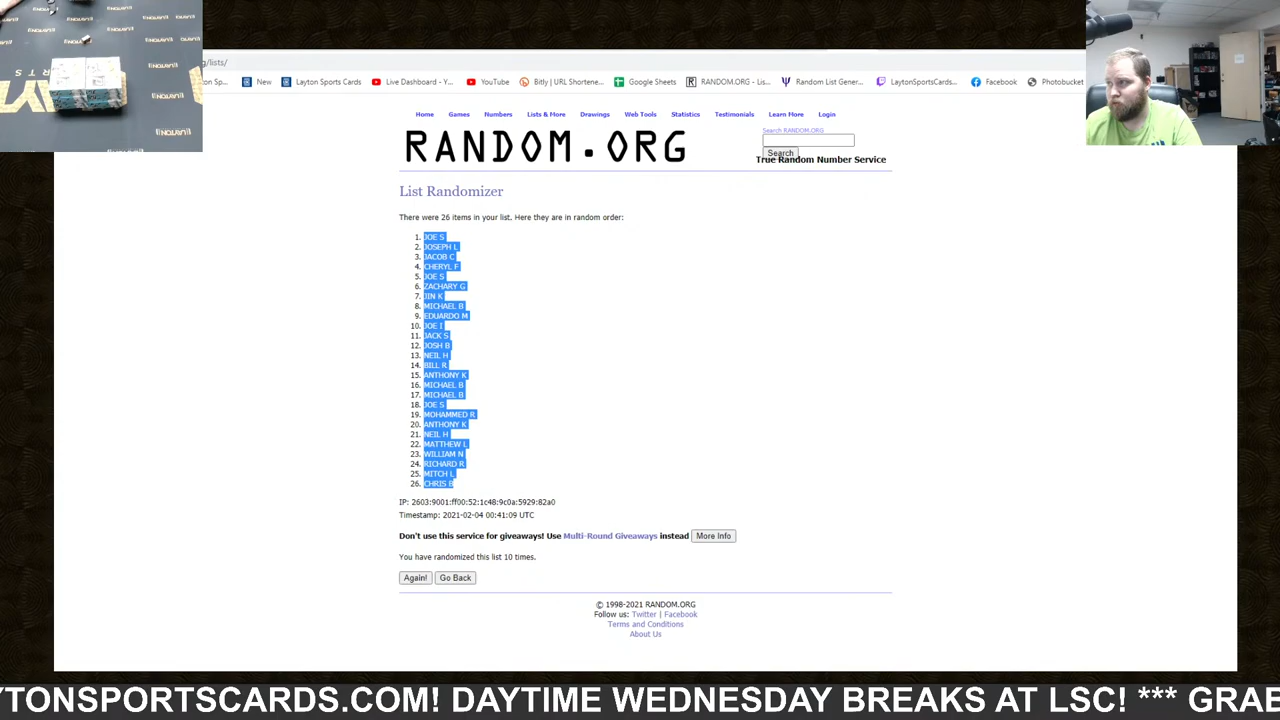 g/lists/
Sp...
New
Layton Sports Cards
Live Dashboard - Y...
YouTube
Bitly | URL Shortene...
Google Sheets
RANDOM.ORG - Lis...
Random List Gener...
LaytonSportsCards...
Facebook
Photobucket
Home Games Numbers Lists & More Drawings Web Tools Statistics Testimonials Learn More Login
RANDOM.ORG
Search RANDOM.ORG
Search
True Random Number Service
List Randomizer
There were 26 items in your list. Here they are in random order:
1. JOE S
2. JOSEPH L
3. JACOB C
4. CHERYL F
5. JOE S
6. ZACHARY G
7. JIN K
8. MICHAEL B
9. EDUARDO M
10. JOE I
11. JACK S
12. JOSH B
13. NEIL H
14. BILL R
15. ANTHONY K
16. MICHAEL B
17. MICHAEL B
18. JOE S
19. MOHAMMED R
20. ANTHONY K
21. NEIL H
22. MATTHEW L
23. WILLIAM N
24. RICHARD R
25. MITCH L
26. CHRIS B
IP: 2603:9001:ff00:52:1c48:9c0a:5929:82a0
Timestamp: 2021-02-04 00:41:09 UTC
Don't use this service for giveaways! Use Multi-Round Giveaways instead More Info
You have randomized this list 10 times.
Again! Go Back
© 1998-2021 RANDOM.ORG
Follow us: Twitter | Facebook
Terms and Conditions
About Us
YTONSPORTSCARDS.COM! DAYTIME WEDNESDAY BREAKS AT LSC! *** GRAE